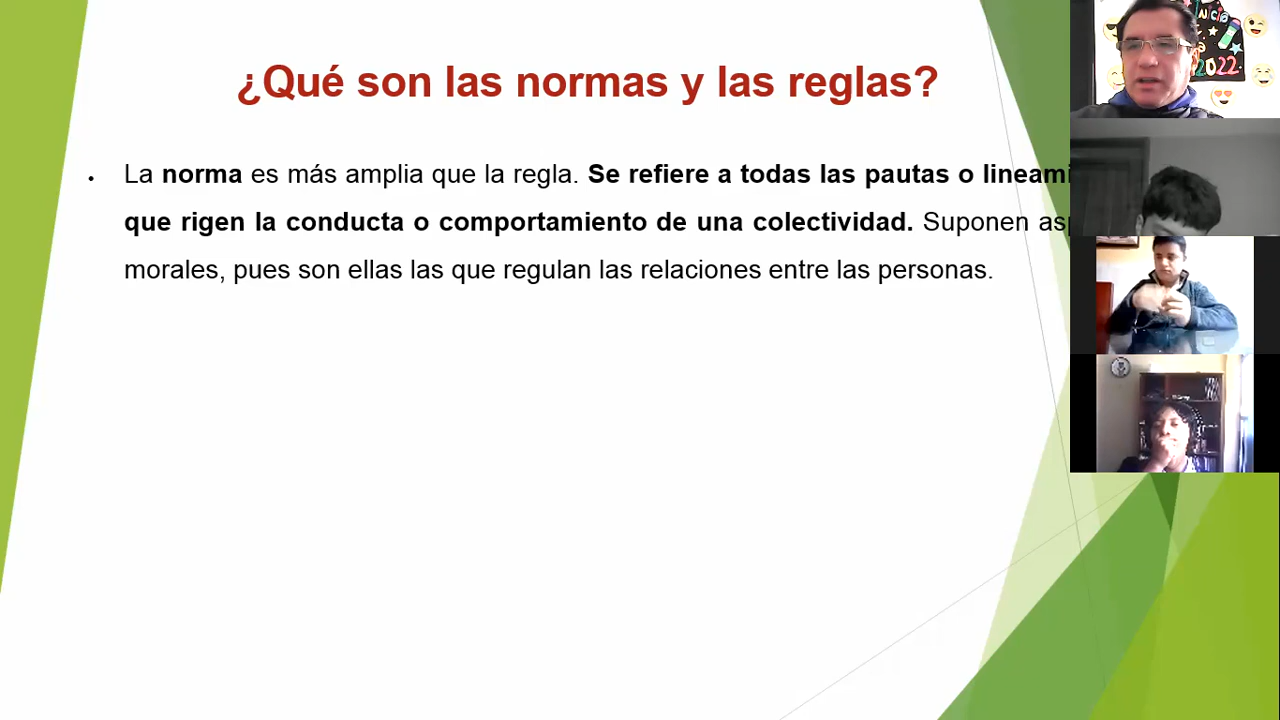 ¿Qué son las normas y las reglas?
• La norma es más amplia que la regla. Se refiere a todas las pautas o
que rigen la conducta o comportamiento de una colectividad. Suponen
morales, pues son ellas las que regulan las relaciones entre las personas.
2022